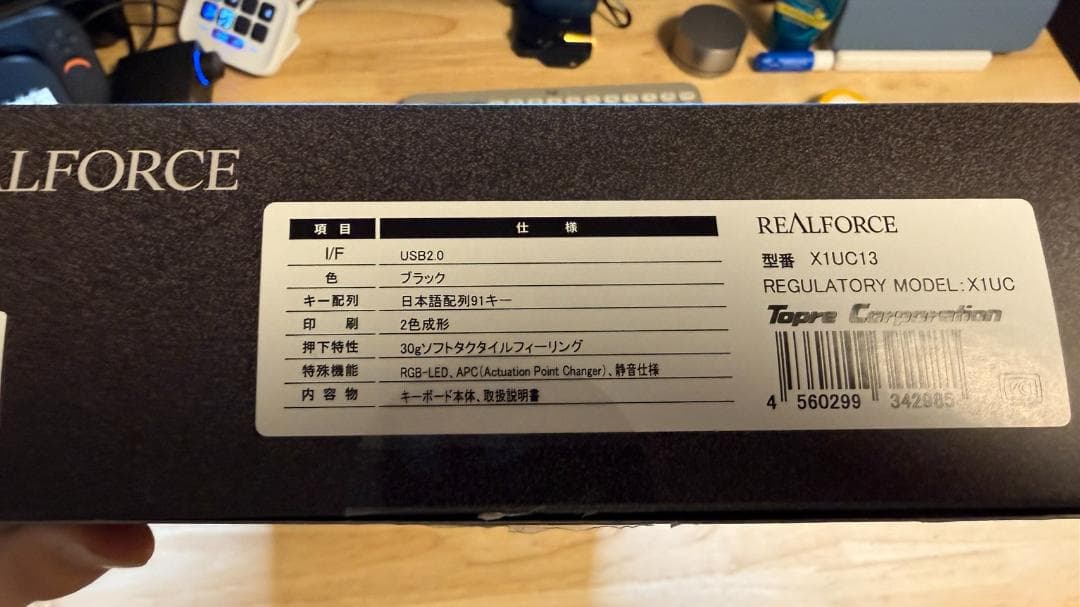 ALFORCE
項目 仕様
I/F USB2.0
色 ブラック
キー配列 日本語配列91キー
印刷 2色成形
押下特性 30gソフトタクタイルフィーリング
特殊機能 RGB-LED、APC(Actuation Point Changer)、静音仕様
内容物 キーボード本体、取扱説明書
REALFORCE
型番 X1UC13
REGULATORY MODEL:X1UC
Topre Corporation
4 560299 342985